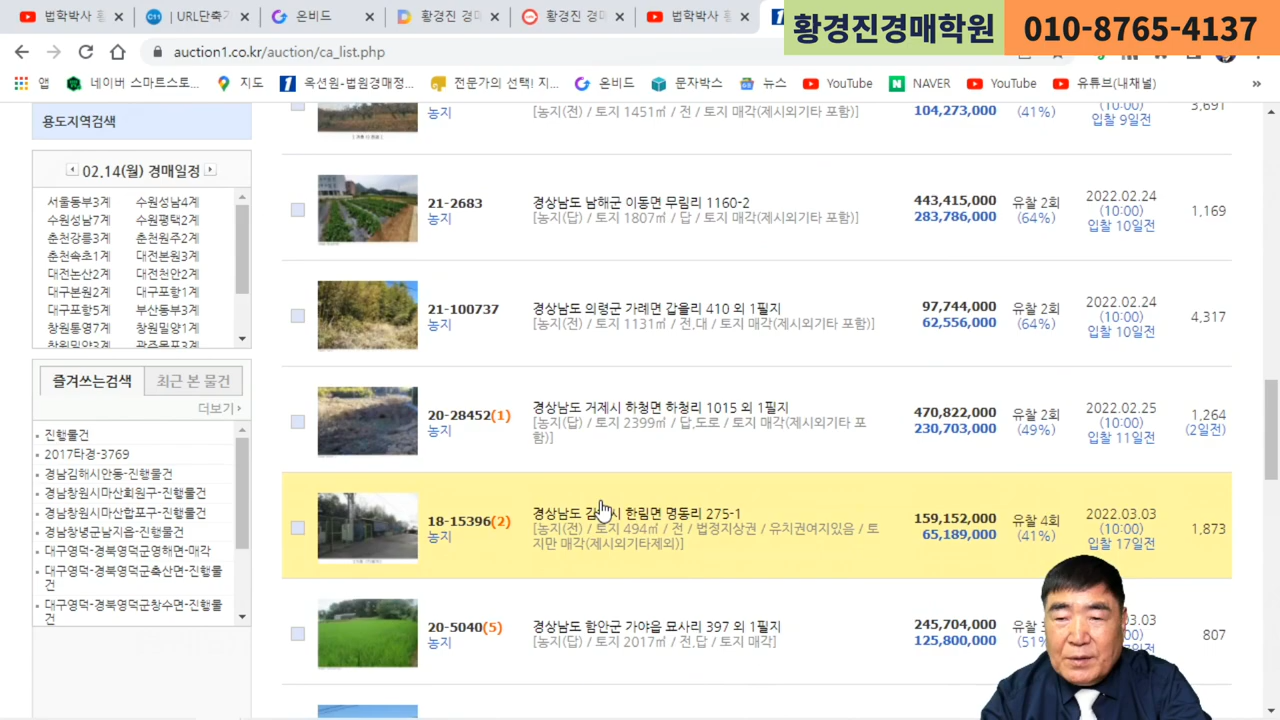 법학박사 황
| URL단축기
온비드
황경진 경매
황경진 경매
법학박사 황
황경진경매학원
010-8765-4137
auction1.co.kr/auction/ca_list.php
앱
네이버 스마트스토...
지도
옥션원-법원경매정...
전문가의 선택! 지...
온비드
문자박스
뉴스
YouTube
NAVER
YouTube
유튜브(내채널)
»
용도지역검색
02.14(월) 경매일정
서울동부3계 수원성남4계
수원성남7계 수원평택2계
춘천강릉3계 춘천원주2계
춘천속초1계 대전본원3계
대전논산2계 대전천안2계
대구본원2계 대구포항1계
대구포항5계 부산동부3계
창원통영7계 창원밀양1계
창원밀양3계 광주목포3계
즐겨쓰는검색 최근 본 물건
더보기 ›
진행물건
2017타경-3769
경남김해시안동-진행물건
경남창원시마산회원구-진행물건
경남창원시마산합포구-진행물건
경남창녕군남지읍-진행물건
대구영덕-경북영덕군영해면-매각
대구영덕-경북영덕군축산면-진행물
건
대구영덕-경북영덕군창수면-진행물
건
농지
[농지(전) / 토지 1451㎡ / 전 / 토지 매각(제시외기타 포함)]
104,273,000
(41%)
(10:00)
입찰 9일전
3,691
21-2683
농지
경상남도 남해군 이동면 무림리 1160-2
[농지(답) / 토지 1807㎡ / 답 / 토지 매각(제시외기타 포함)]
443,415,000
283,786,000
유찰 2회
(64%)
2022.02.24
(10:00)
입찰 10일전
1,169
21-100737
농지
경상남도 의령군 가례면 갑을리 410 외 1필지
[농지(전) / 토지 1131㎡ / 전,대 / 토지 매각(제시외기타 포함)]
97,744,000
62,556,000
유찰 2회
(64%)
2022.02.24
(10:00)
입찰 10일전
4,317
20-28452(1)
농지
경상남도 거제시 하청면 하청리 1015 외 1필지
[농지(답) / 토지 2399㎡ / 답,도로 / 토지 매각(제시외기타 포
함)]
470,822,000
230,703,000
유찰 2회
(49%)
2022.02.25
(10:00)
입찰 11일전
1,264
(2일전)
18-15396(2)
농지
경상남도 김 시 한림면 명동리 275-1
[농지(전) / 토지 494㎡ / 전 / 법정지상권 / 유치권여지있음 / 토
지만 매각(제시외기타제외)]
159,152,000
65,189,000
유찰 4회
(41%)
2022.03.03
(10:00)
입찰 17일전
1,873
20-5040(5)
농지
경상남도 함안군 가야읍 묘사리 397 외 1필지
[농지(답) / 토지 2017㎡ / 전,답 / 토지 매각]
245,704,000
125,800,000
유찰
(51%
03.03
00)
807